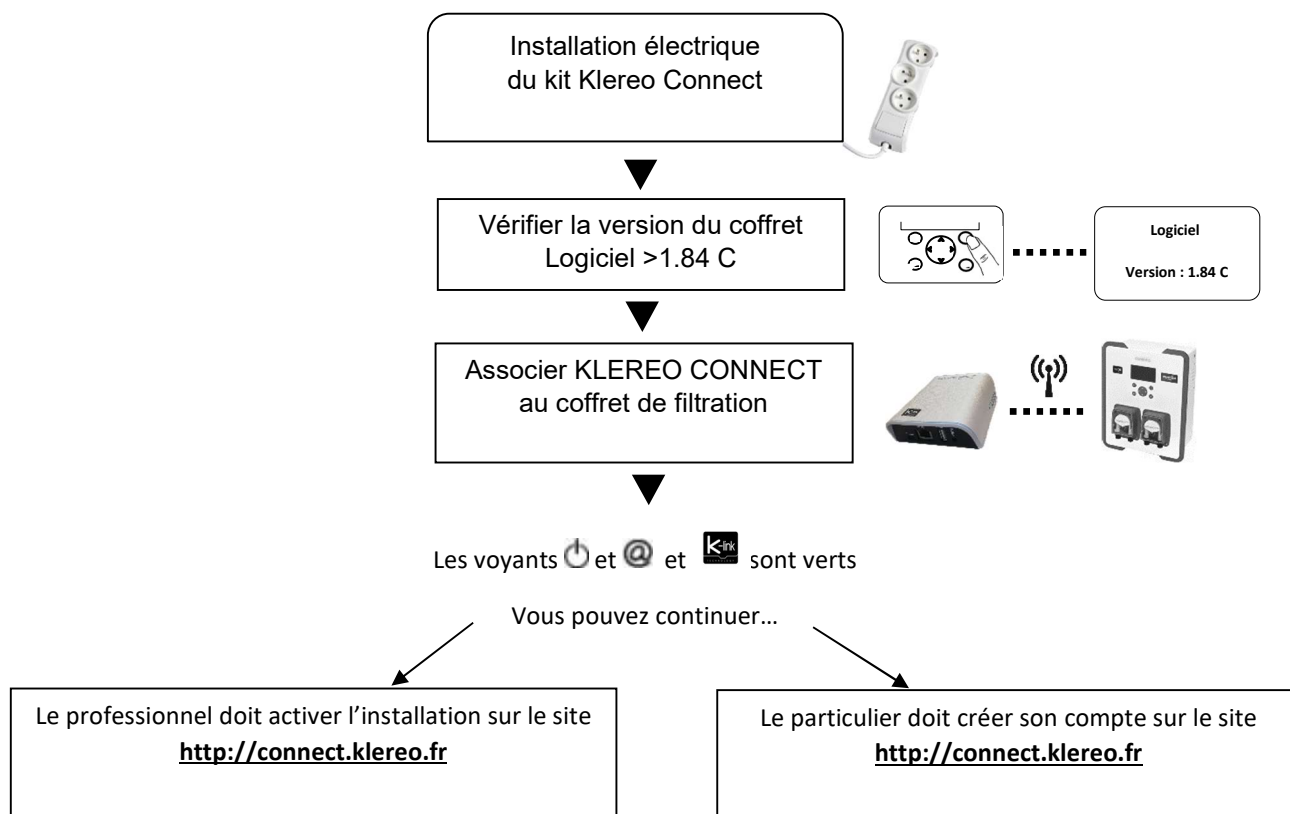 Installation électrique
du kit Klereo Connect
Vérifier la version du coffret
Logiciel >1.84 C
Logiciel
Version : 1.84 C
Associer KLEREO CONNECT
au coffret de filtration
Les voyants @ et et K-link sont verts
Vous pouvez continuer…
Le professionnel doit activer l’installation sur le site
http://connect.klereo.fr
Le particulier doit créer son compte sur le site
http://connect.klereo.fr